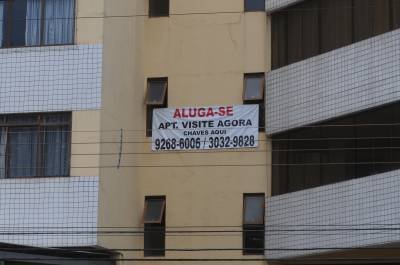 ALUGA-SE
APT. VISITE AGORA
CHAVES AQUI
9268-6006 / 3032-9828